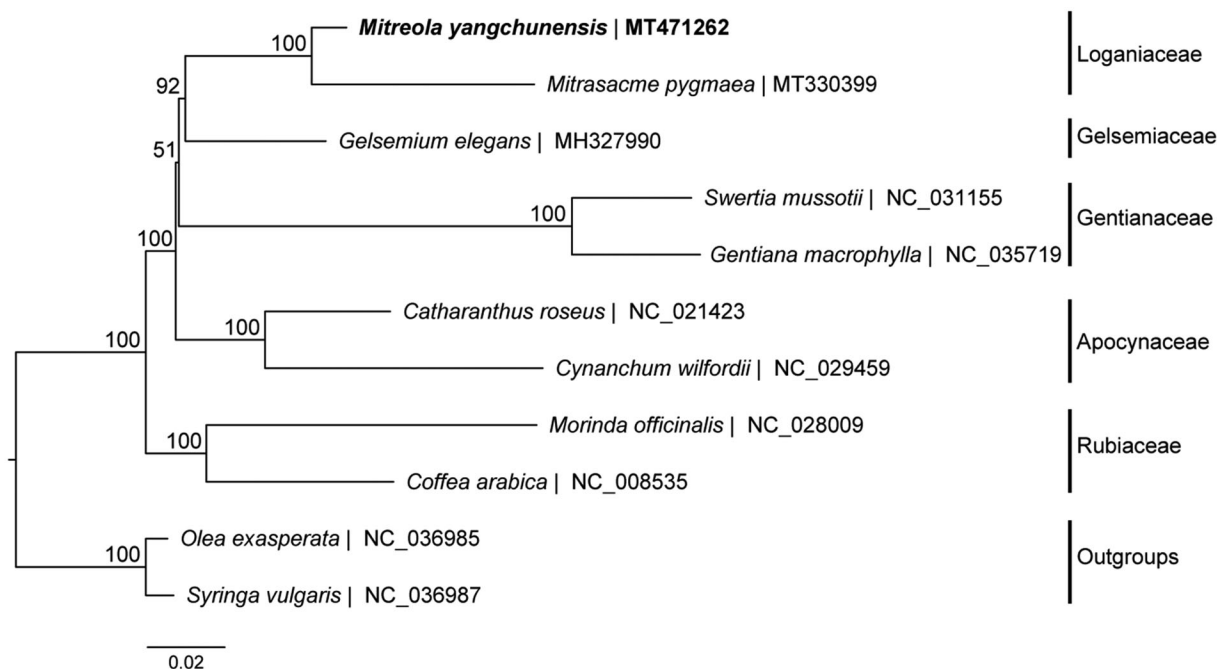 Mitreola yangchunensis | MT471262
100
Loganiaceae
92
Mitrasacme pygmaea | MT330399
51
Gelsemium elegans | MH327990
Gelsemiaceae
Swertia mussotii | NC_031155
100
Gentianaceae
100
Gentiana macrophylla | NC_035719
Catharanthus roseus | NC_021423
100
100
Apocynaceae
Cynanchum wilfordii | NC_029459
Morinda officinalis | NC_028009
100
Rubiaceae
Coffea arabica | NC_008535
Olea exasperata | NC_036985
100
Outgroups
Syringa vulgaris | NC_036987
0.02